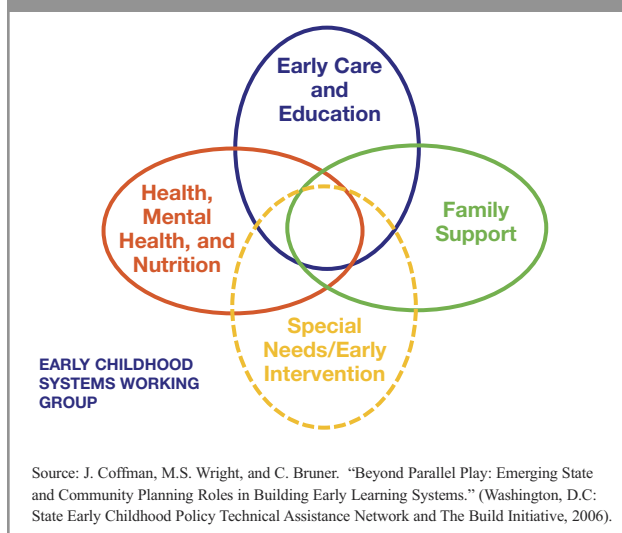 Early Care
and
Education
Health,
Mental
Health, and
Nutrition
Family
Support
Special
Needs/Early
Intervention
EARLY CHILDHOOD
SYSTEMS WORKING
GROUP
Source: J. Coffman, M.S. Wright, and C. Bruner. “Beyond Parallel Play: Emerging State
and Community Planning Roles in Building Early Learning Systems.” (Washington, D.C:
State Early Childhood Policy Technical Assistance Network and The Build Initiative, 2006).